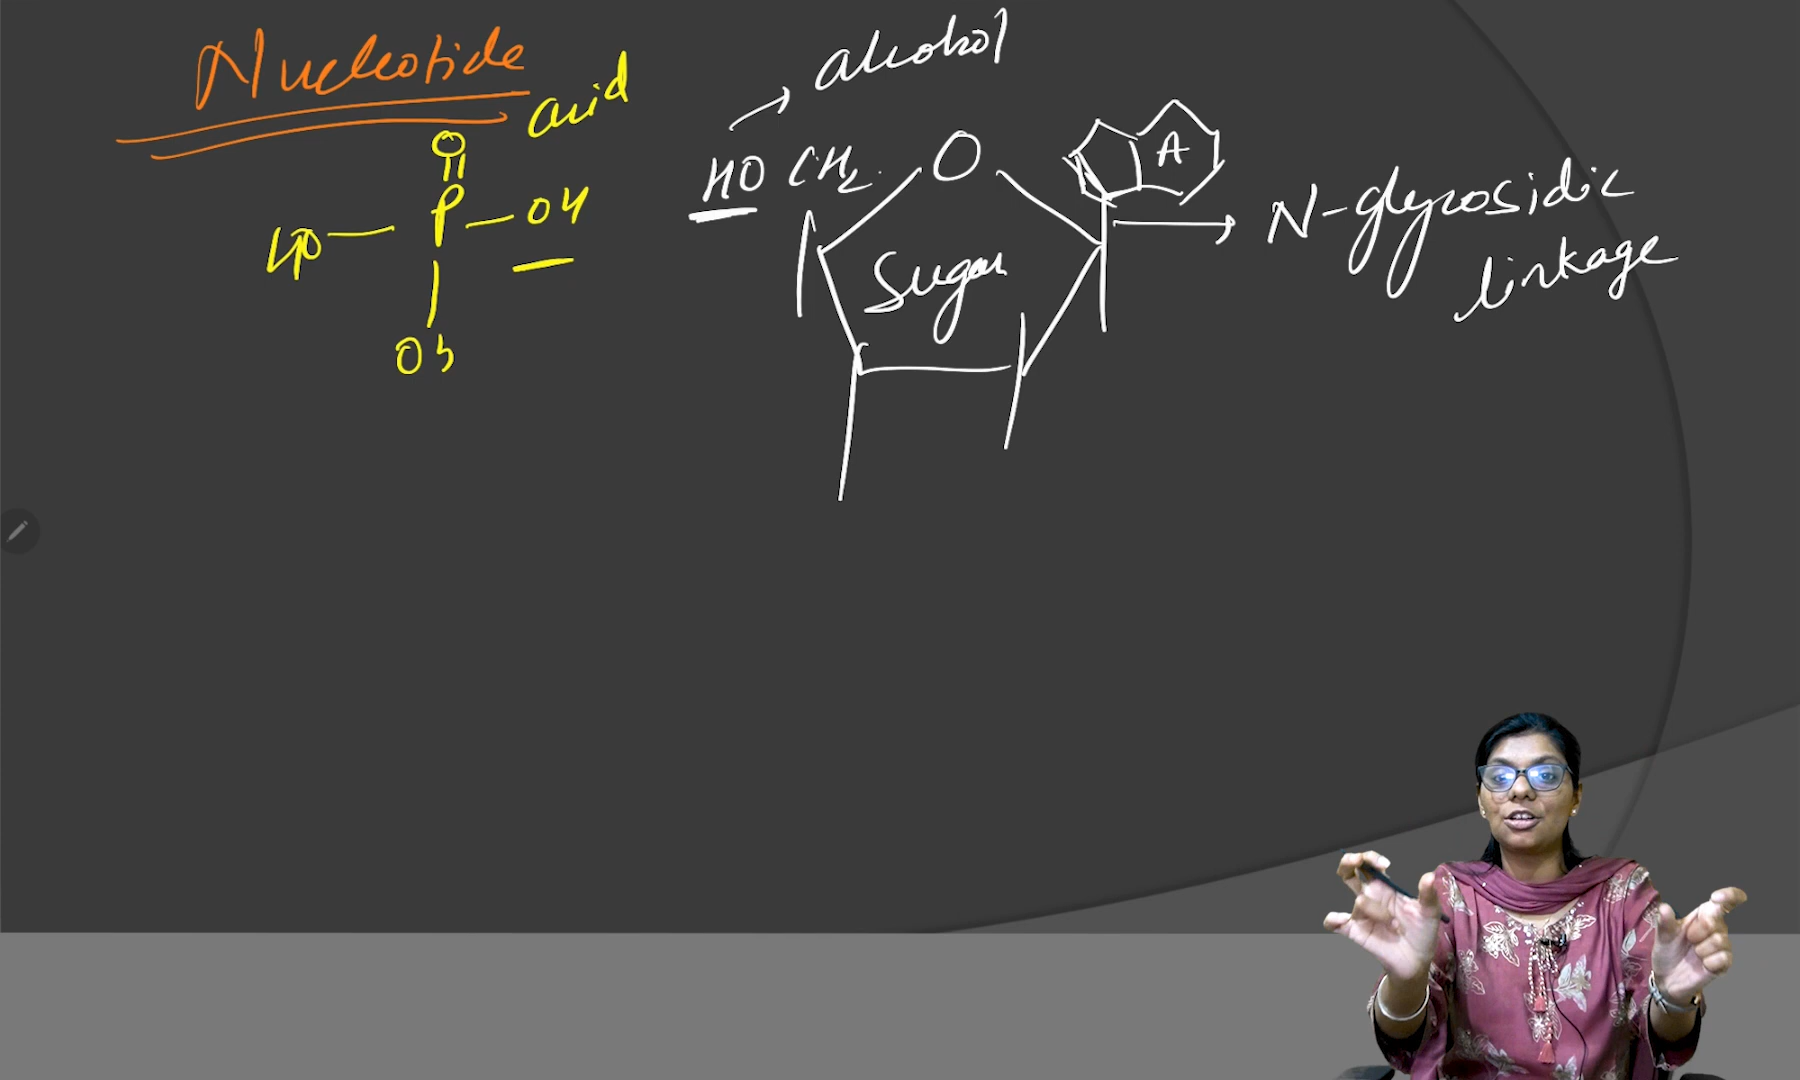 Nucleotide
acid
alcohol
O
HO P OH
OH
HO CH2 O
A
Sugar
N-glycosidic
linkage